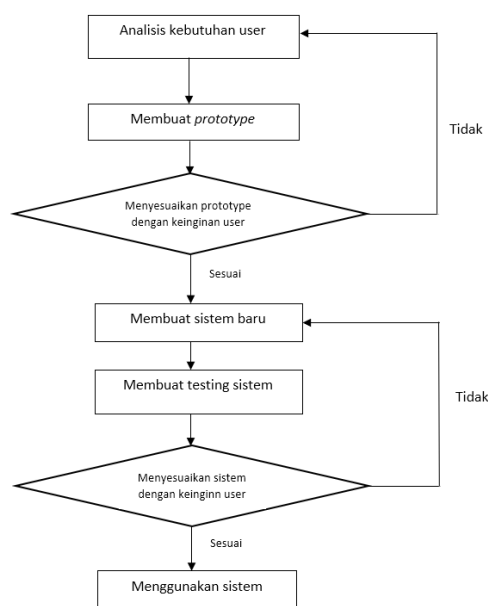 Analisis kebutuhan user
Membuat prototype
Tidak
Menyesuaikan prototype
dengan keinginan user
Sesuai
Membuat sistem baru
Membuat testing sistem
Tidak
Menyesuaikan sistem
dengan keinginn user
Sesuai
Menggunakan sistem